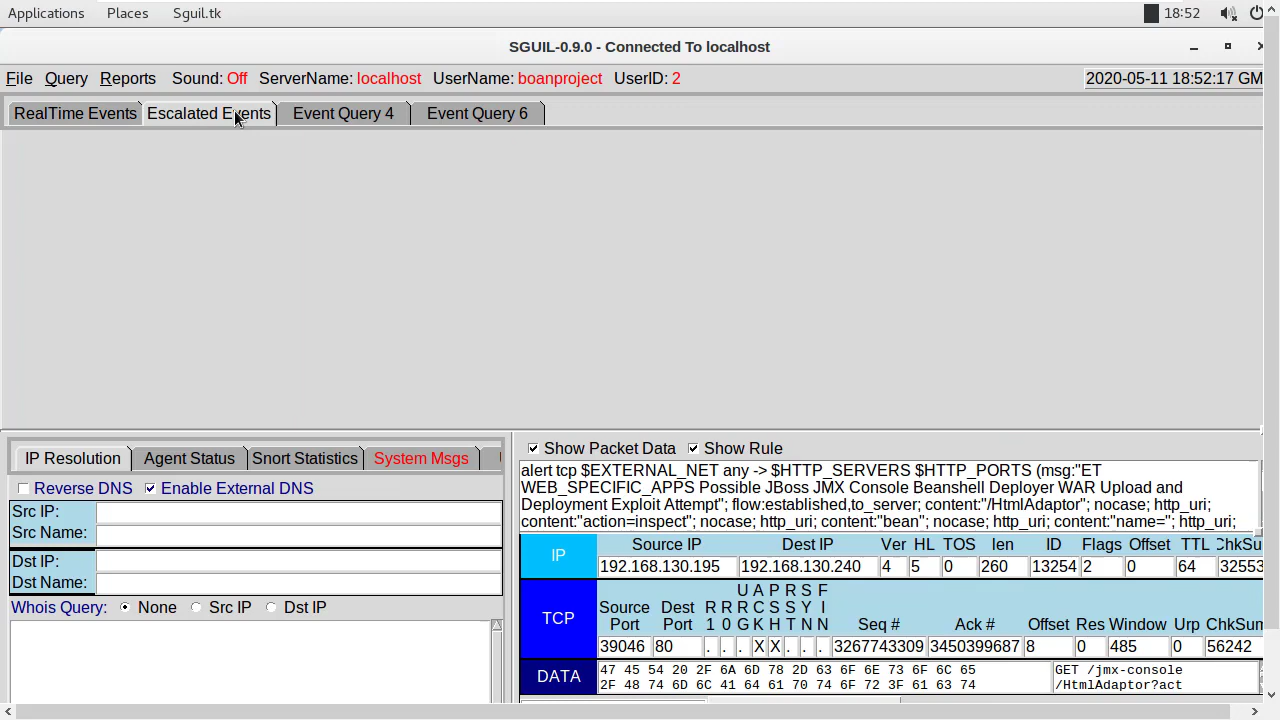 Applications Places Sguil.tk 18:52
SGUIL-0.9.0 - Connected To localhost
File Query Reports Sound: Off ServerName: localhost UserName: boanproject UserID: 2 2020-05-11 18:52:17 GM
RealTime Events Escalated Events Event Query 4 Event Query 6
IP Resolution Agent Status Snort Statistics System Msgs
Show Packet Data Show Rule
Reverse DNS Enable External DNS
Src IP:
Src Name:
Dst IP:
Dst Name:
Whois Query: None Src IP Dst IP
alert tcp $EXTERNAL_NET any -> $HTTP_SERVERS $HTTP_PORTS (msg:"ET
WEB_SPECIFIC_APPS Possible JBoss JMX Console Beanshell Deployer WAR Upload and
Deployment Exploit Attempt"; flow:established,to_server; content:"/HtmlAdaptor"; nocase; http_uri;
content:"action=inspect"; nocase; http_uri; content:"bean"; nocase; http_uri; content:"name="; http_uri;
IP Source IP Dest IP Ver HL TOS len ID Flags Offset TTL ChkSu
192.168.130.195 192.168.130.240 4 5 0 260 13254 2 0 64 32553
U A P R S F
R C S S Y I
TCP Source Port Dest Port R1 R0 G K H T N N Seq # Ack # Offset Res Window Urp ChkSum
39046 80 . . . X X . . . 3267743309 3450399687 8 0 485 0 56242
DATA 47 45 54 20 2F 6A 6D 78 2D 63 6F 6E 73 6F 6C 65 GET /jmx-console
2F 48 74 6D 6C 41 64 61 70 74 6F 72 3F 61 63 74 /HtmlAdaptor?act